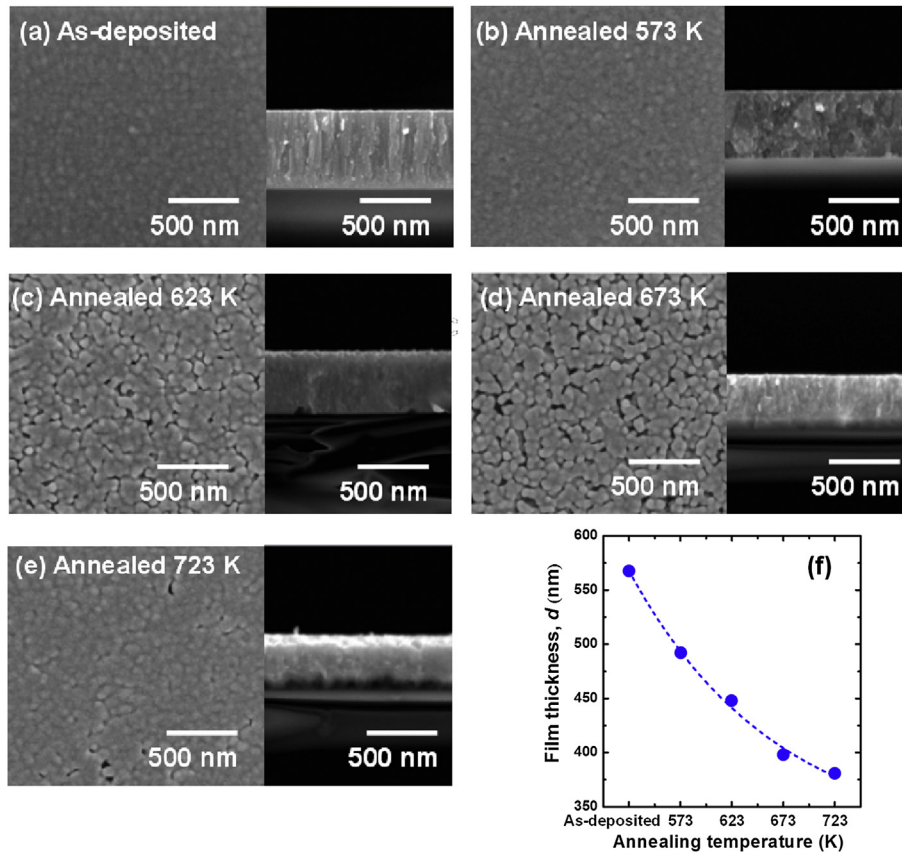 (a) As-deposited
500 nm
500 nm
(b) Annealed 573 K
500 nm
500 nm
(c) Annealed 623 K
500 nm
500 nm
(d) Annealed 673 K
500 nm
500 nm
(e) Annealed 723 K
500 nm
500 nm
(f)
Film thickness, d (nm)
600
550
500
450
400
350
As-deposited 573 623 673 723
Annealing temperature (K)